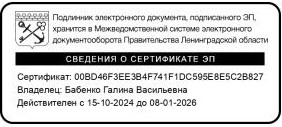 Подлинник электронного документа, подписанного ЭП,
хранится в Межведомственной системе электронного
документооборота Правительства Ленинградской области
СВЕДЕНИЯ О СЕРТИФИКАТЕ ЭП
Сертификат: 00BD46F3EE3B4F741F1DC595E8E5C2B827
Владелец: Бабенко Галина Васильевна
Действителен с 15-10-2024 до 08-01-2026